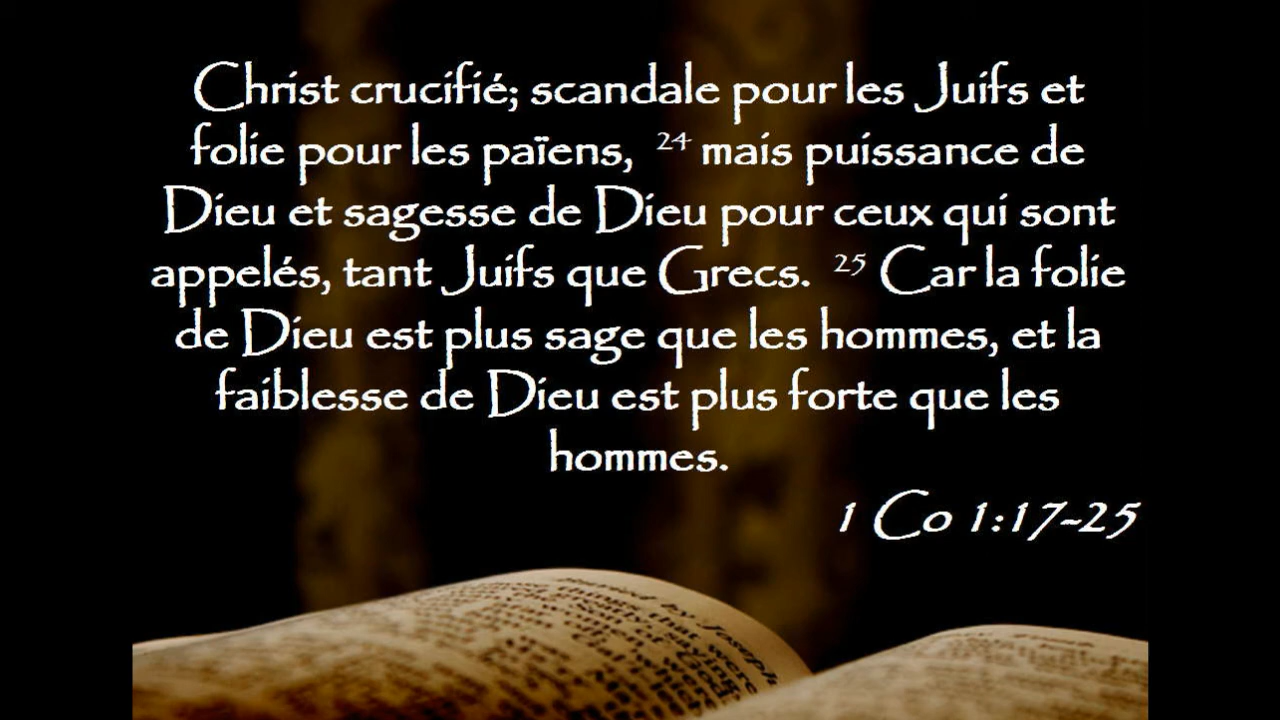 Christ crucifié; scandale pour les Juifs et
folie pour les païens, 24 mais puissance de
Dieu et sagesse de Dieu pour ceux qui sont
appelés, tant Juifs que Grecs. 25 Car la folie
de Dieu est plus sage que les hommes, et la
faiblesse de Dieu est plus forte que les
hommes.
1 Co 1:17-25